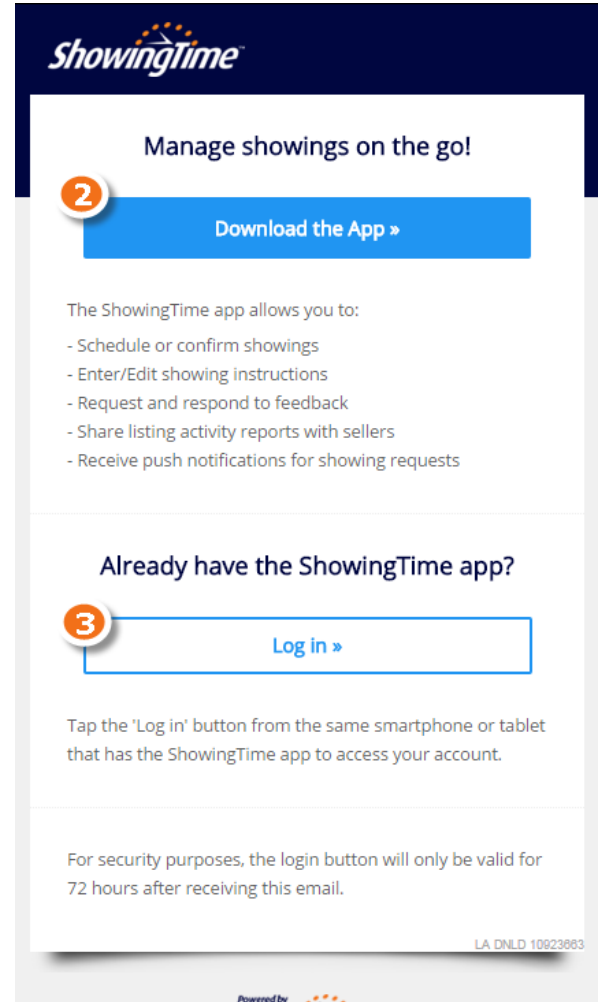 ShowingTime™
Manage showings on the go!
2
Download the App »
The ShowingTime app allows you to:
- Schedule or confirm showings
- Enter/Edit showing instructions
- Request and respond to feedback
- Share listing activity reports with sellers
- Receive push notifications for showing requests
Already have the ShowingTime app?
3
Log in »
Tap the 'Log in' button from the same smartphone or tablet
that has the ShowingTime app to access your account.
For security purposes, the login button will only be valid for
72 hours after receiving this email.
LA DNLD 10923663
Powered by